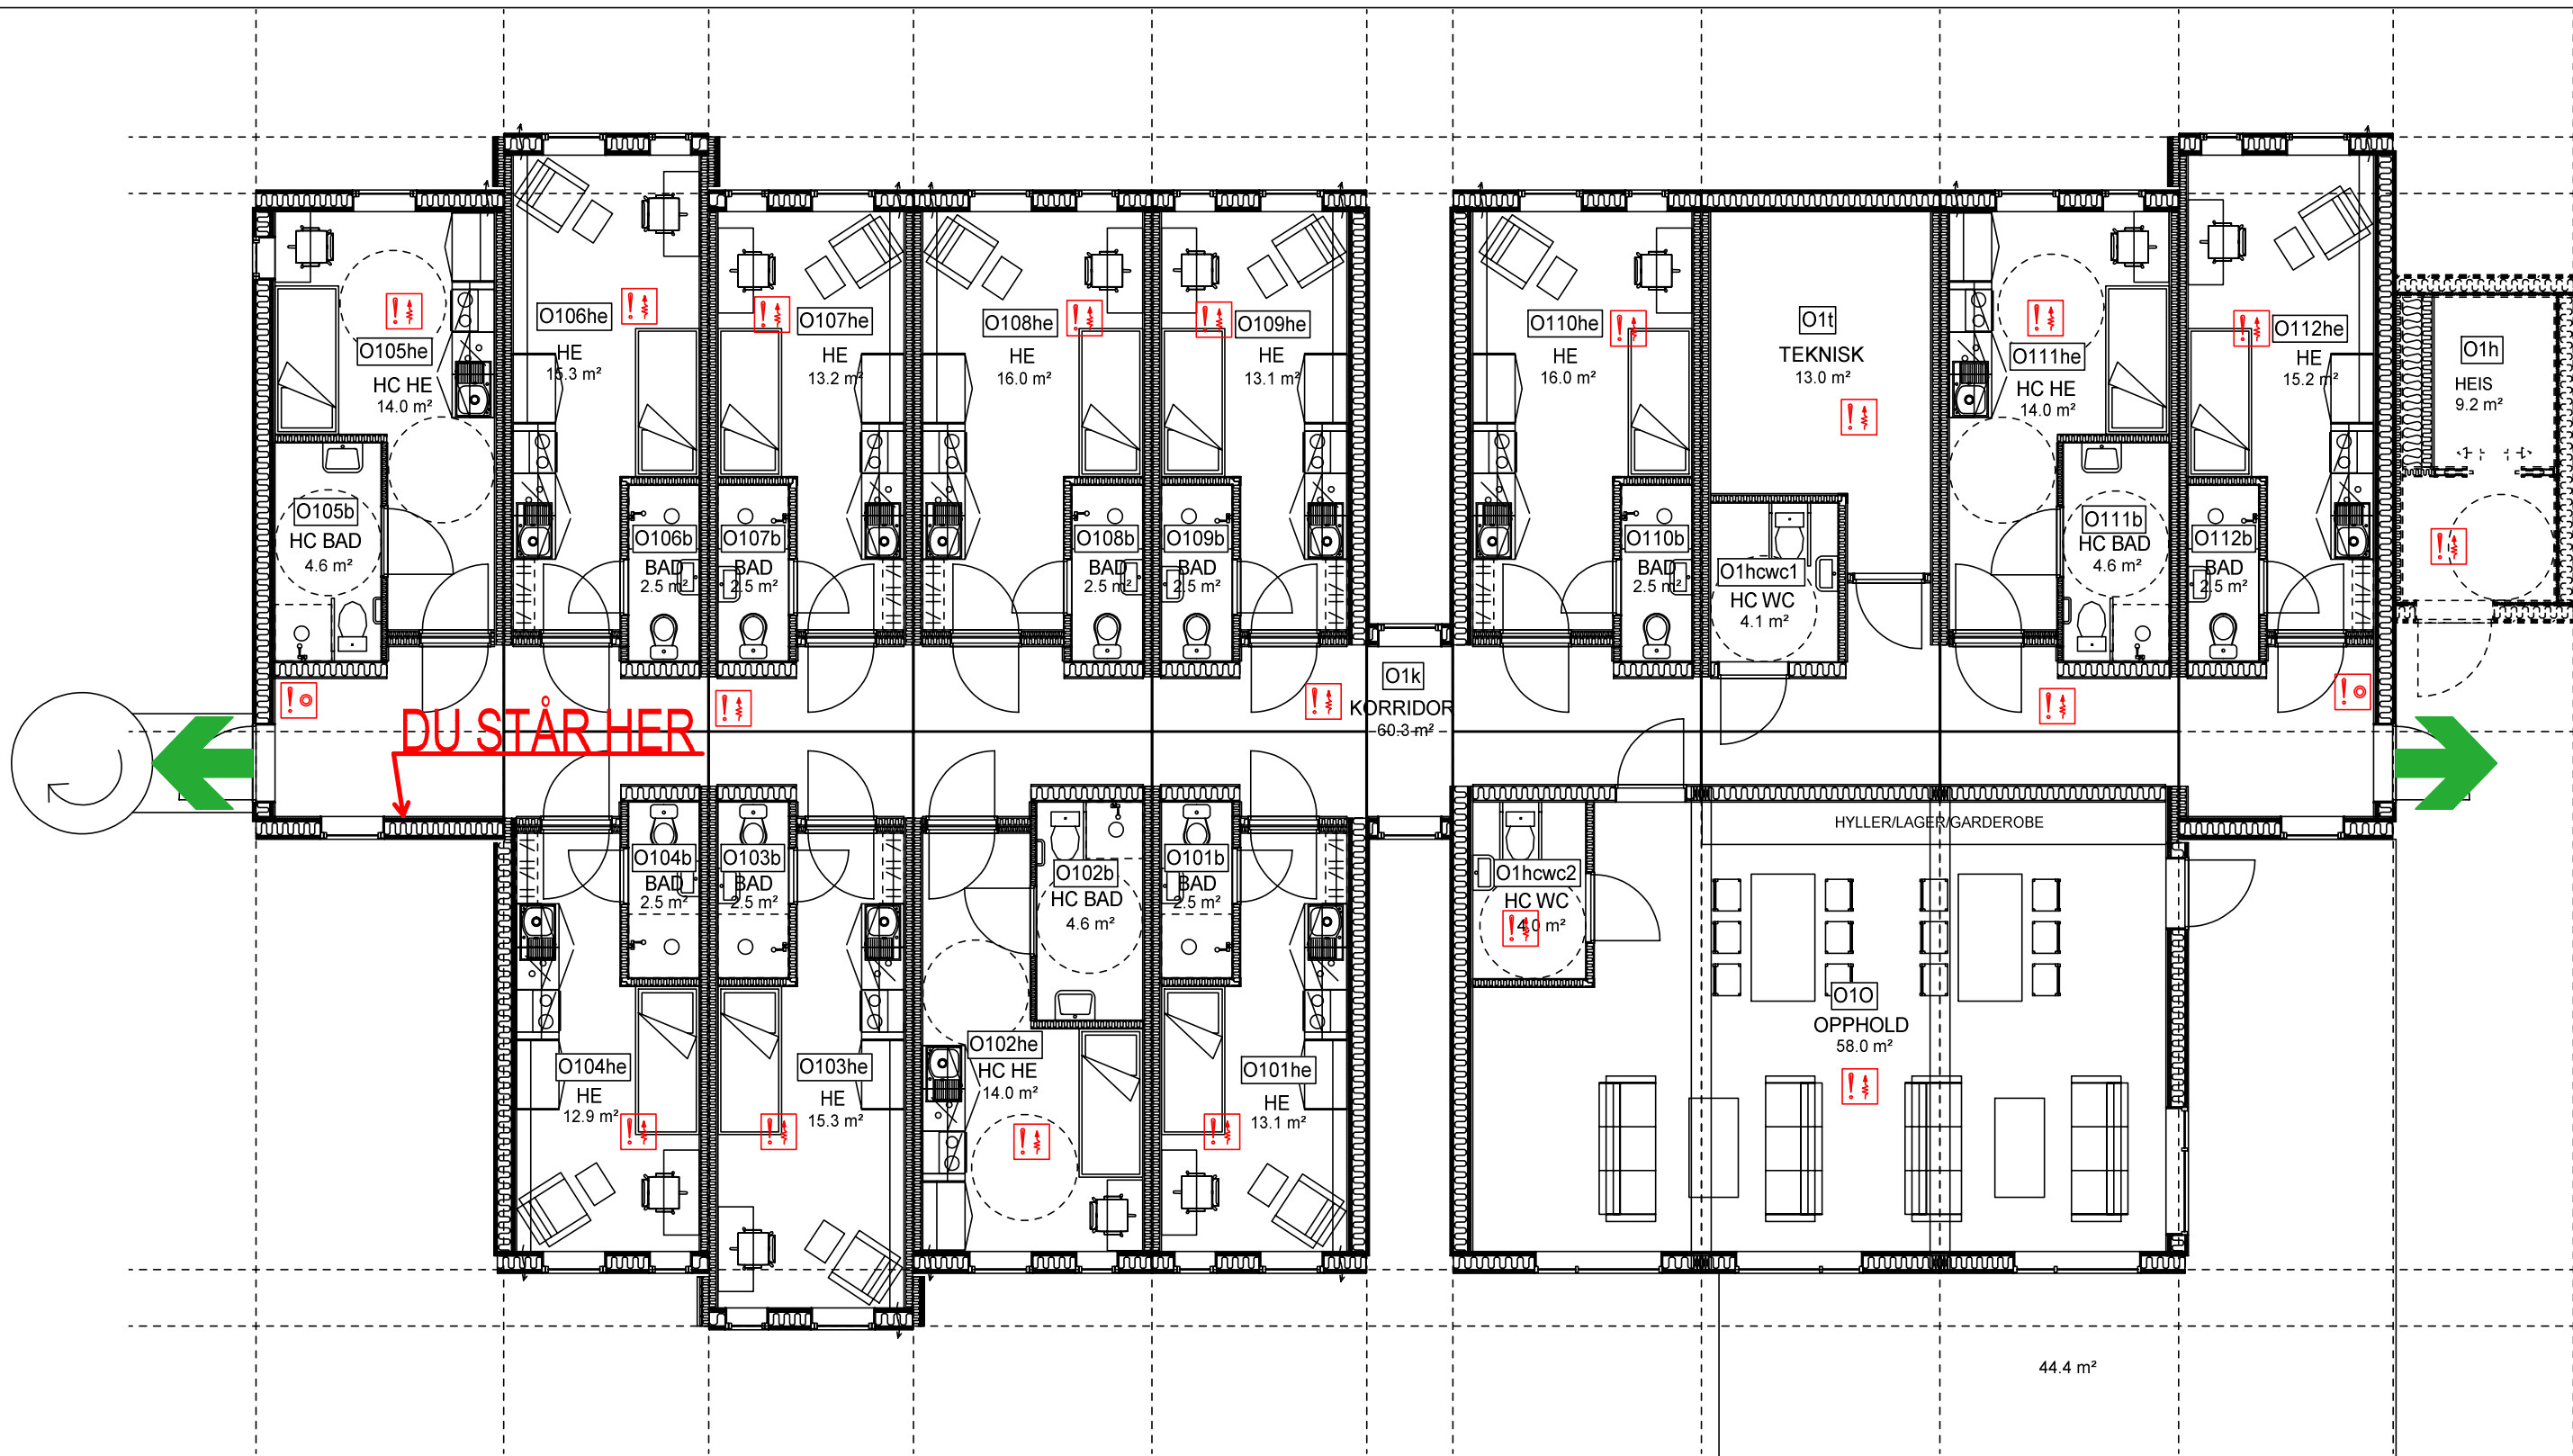 O105he
HC HE
14.0 m²
O106he
HE
15.3 m²
O107he
HE
13.2 m²
O108he
HE
16.0 m²
O109he
HE
13.1 m²
O110he
HE
16.0 m²
O1t
TEKNISK
13.0 m²
O111he
HC HE
14.0 m²
O112he
HE
15.2 m²
O1h
HEIS
9.2 m²
O105b
HC BAD
4.6 m²
O106b
BAD
2.5 m²
O107b
BAD
2.5 m²
O108b
BAD
2.5 m²
O109b
BAD
2.5 m²
O110b
BAD
2.5 m²
O1hcwc1
HC WC
4.1 m²
O111b
HC BAD
4.6 m²
O112b
BAD
2.5 m²
DU STÅR HER
O1k
KORRIDOR
60.3 m²
HYLLER/LAGER/GARDEROBE
O104b
BAD
2.5 m²
O103b
BAD
2.5 m²
O102b
HC BAD
4.6 m²
O101b
BAD
2.5 m²
O1hcwc2
HC WC
4.0 m²
O104he
HE
12.9 m²
O103he
HE
15.3 m²
O102he
HC HE
14.0 m²
O101he
HE
13.1 m²
O1O
OPPHOLD
58.0 m²
44.4 m²